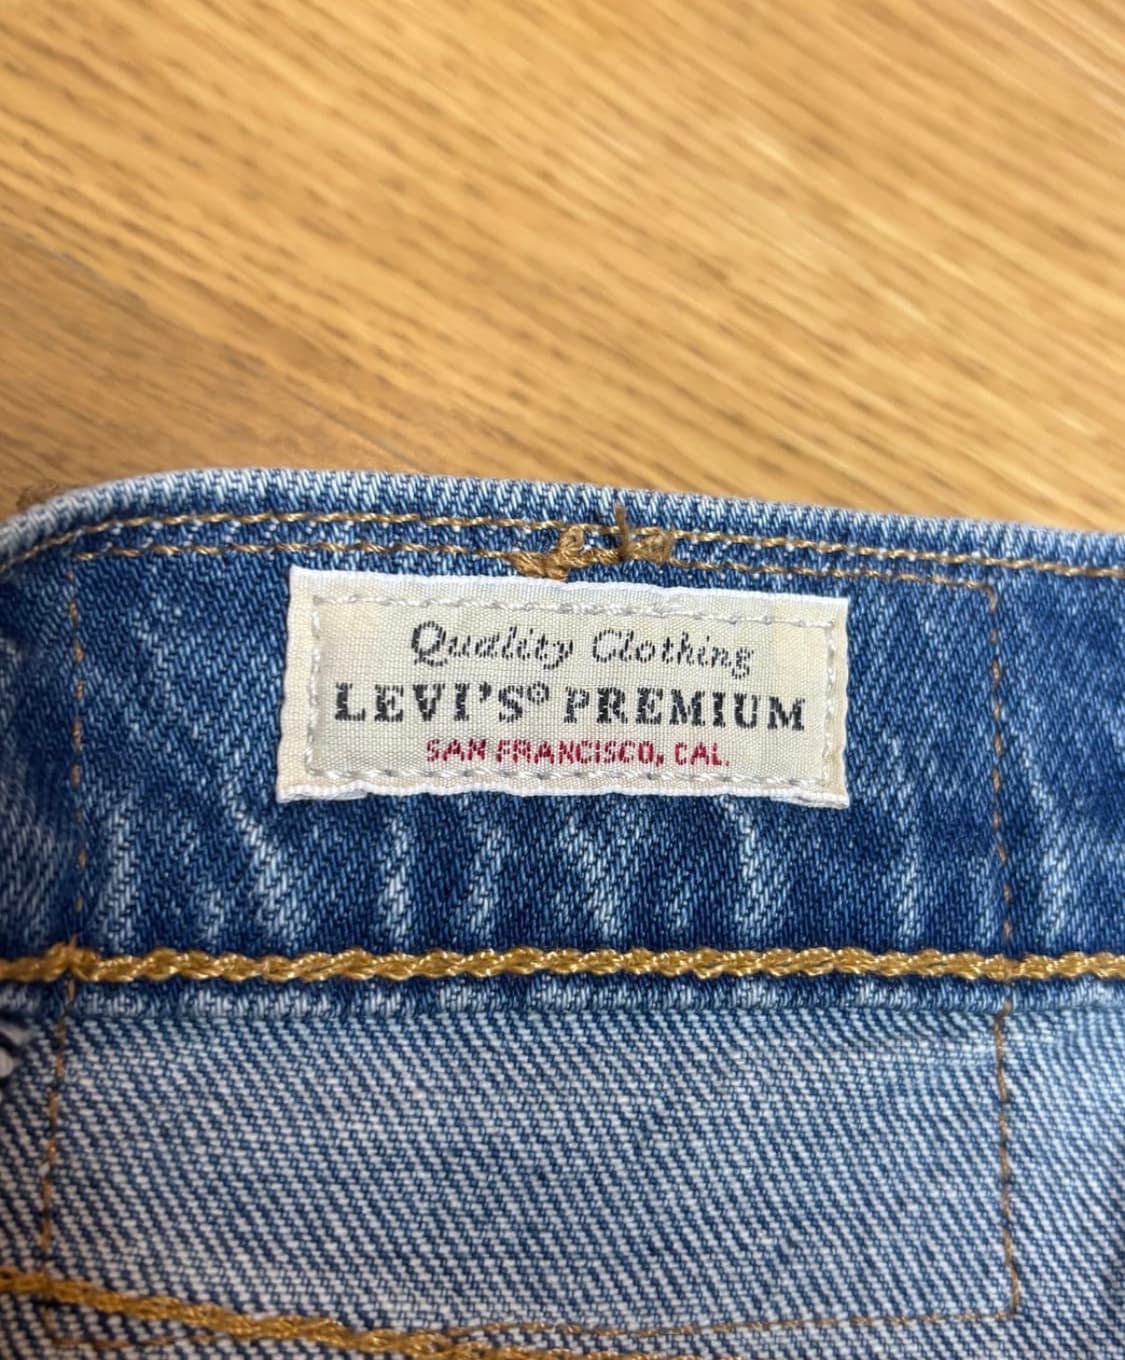 Quality Clothing
LEVI'S® PREMIUM
SAN FRANCISCO, CAL.